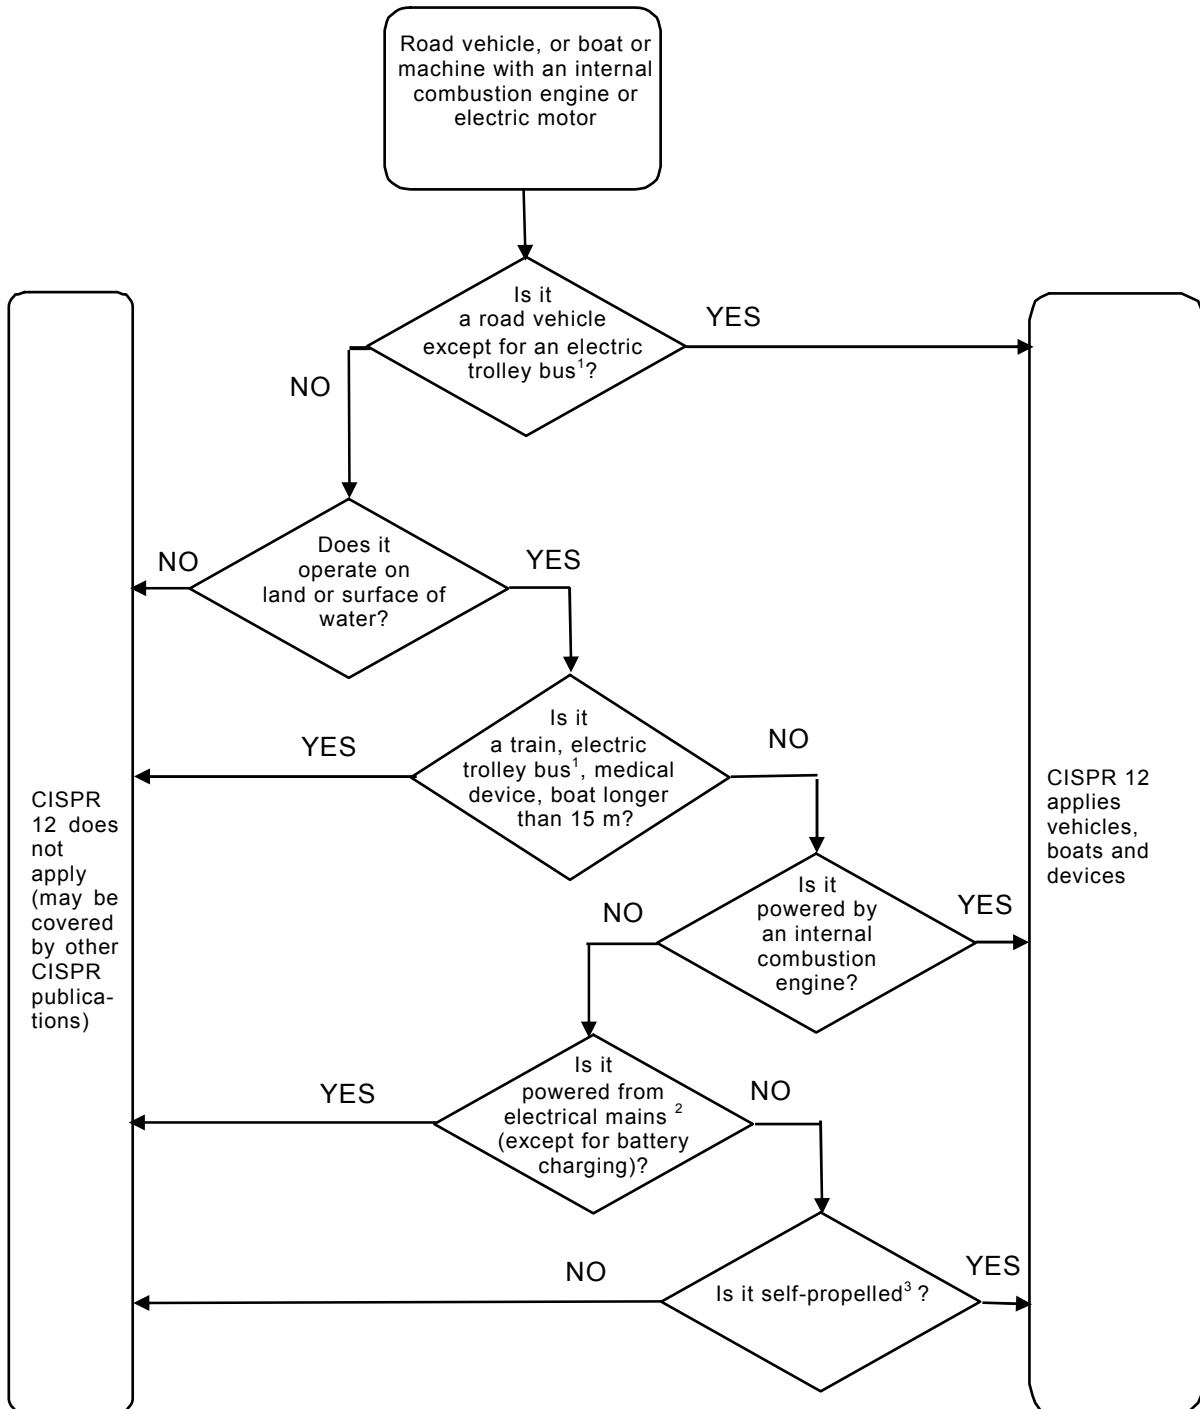 Road vehicle, or boat or
machine with an internal
combustion engine or
electric motor
Is it
a road vehicle
except for an electric
trolley bus1?
YES
NO
Does it
operate on
land or surface of
water?
NO
YES
Is it
a train, electric
trolley bus1, medical
device, boat longer
than 15 m?
YES
NO
CISPR
12 does
not
apply
(may be
covered
by other
CISPR
publica-
tions)
CISPR 12
applies
vehicles,
boats and
devices
Is it
powered by
an internal
combustion
engine?
NO
YES
Is it
powered from
electrical mains 2
(except for battery
charging)?
YES
NO
Is it self-propelled3 ?
NO
YES